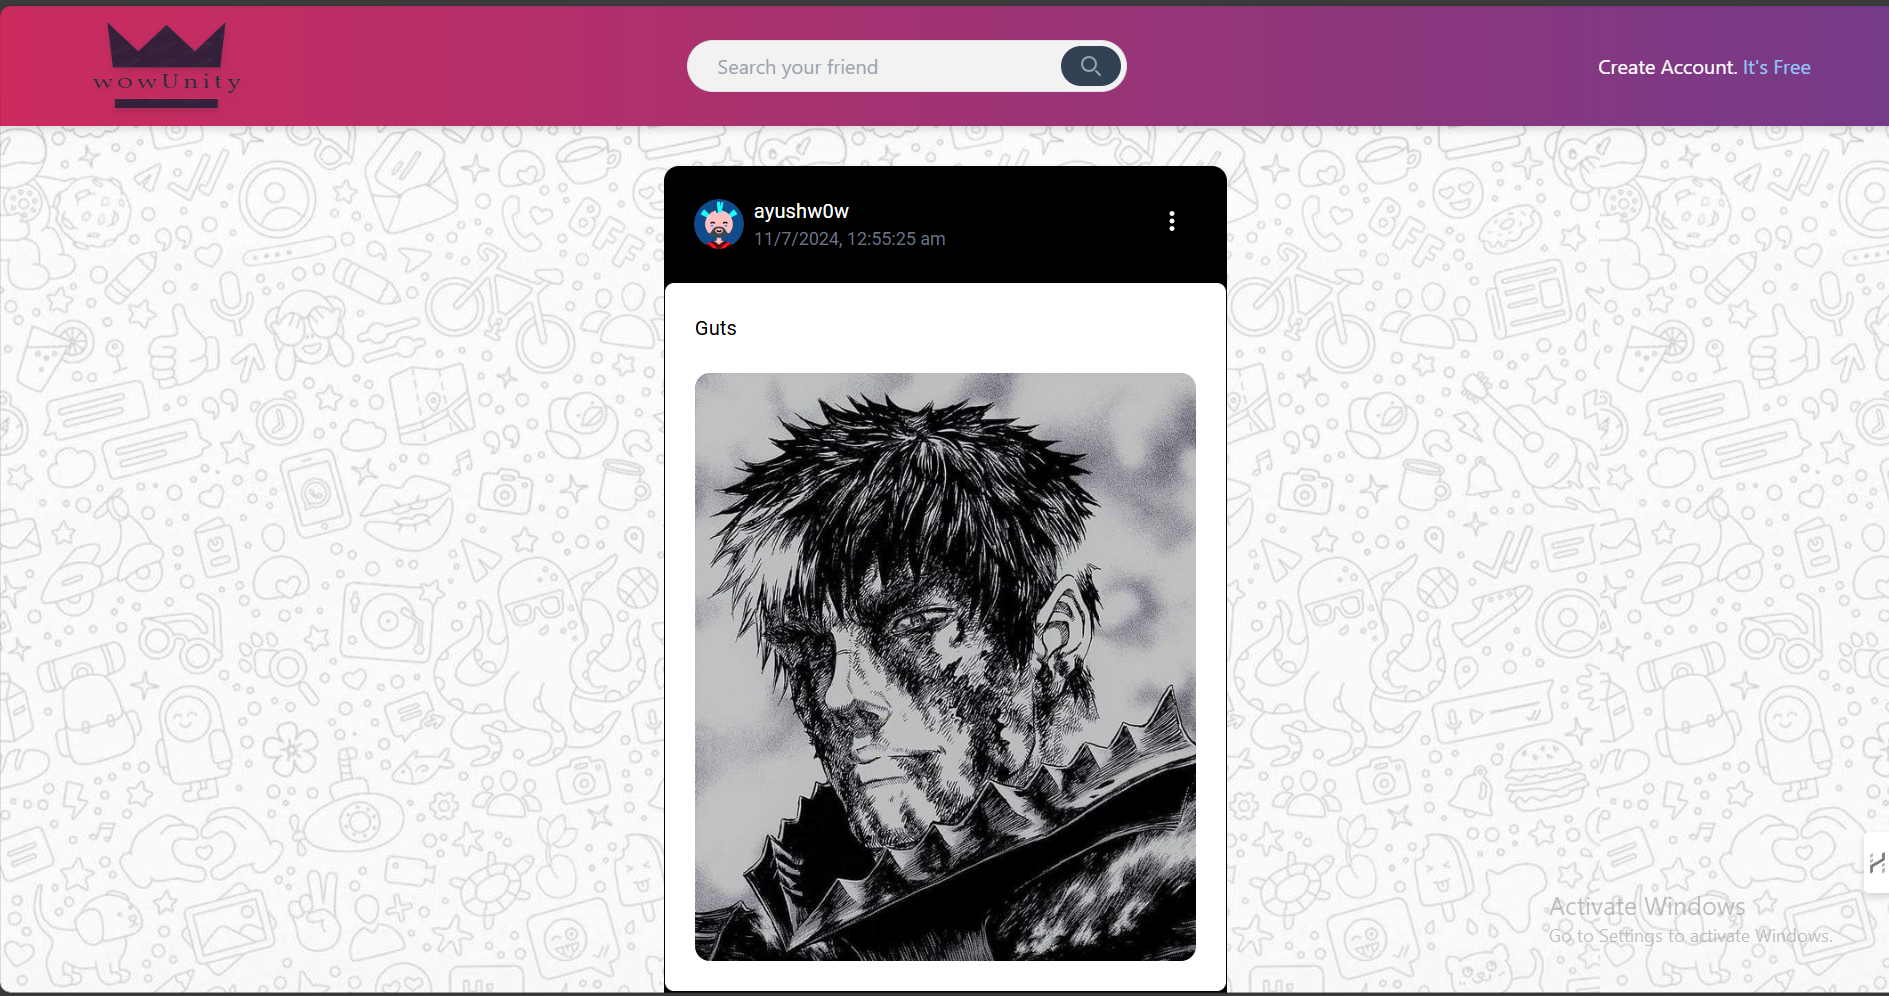 wowUnity
Search your friend
Create Account. It's Free
ayushw0w
11/7/2024, 12:55:25 am
Guts
Activate Windows
Go to Settings to activate Windows.